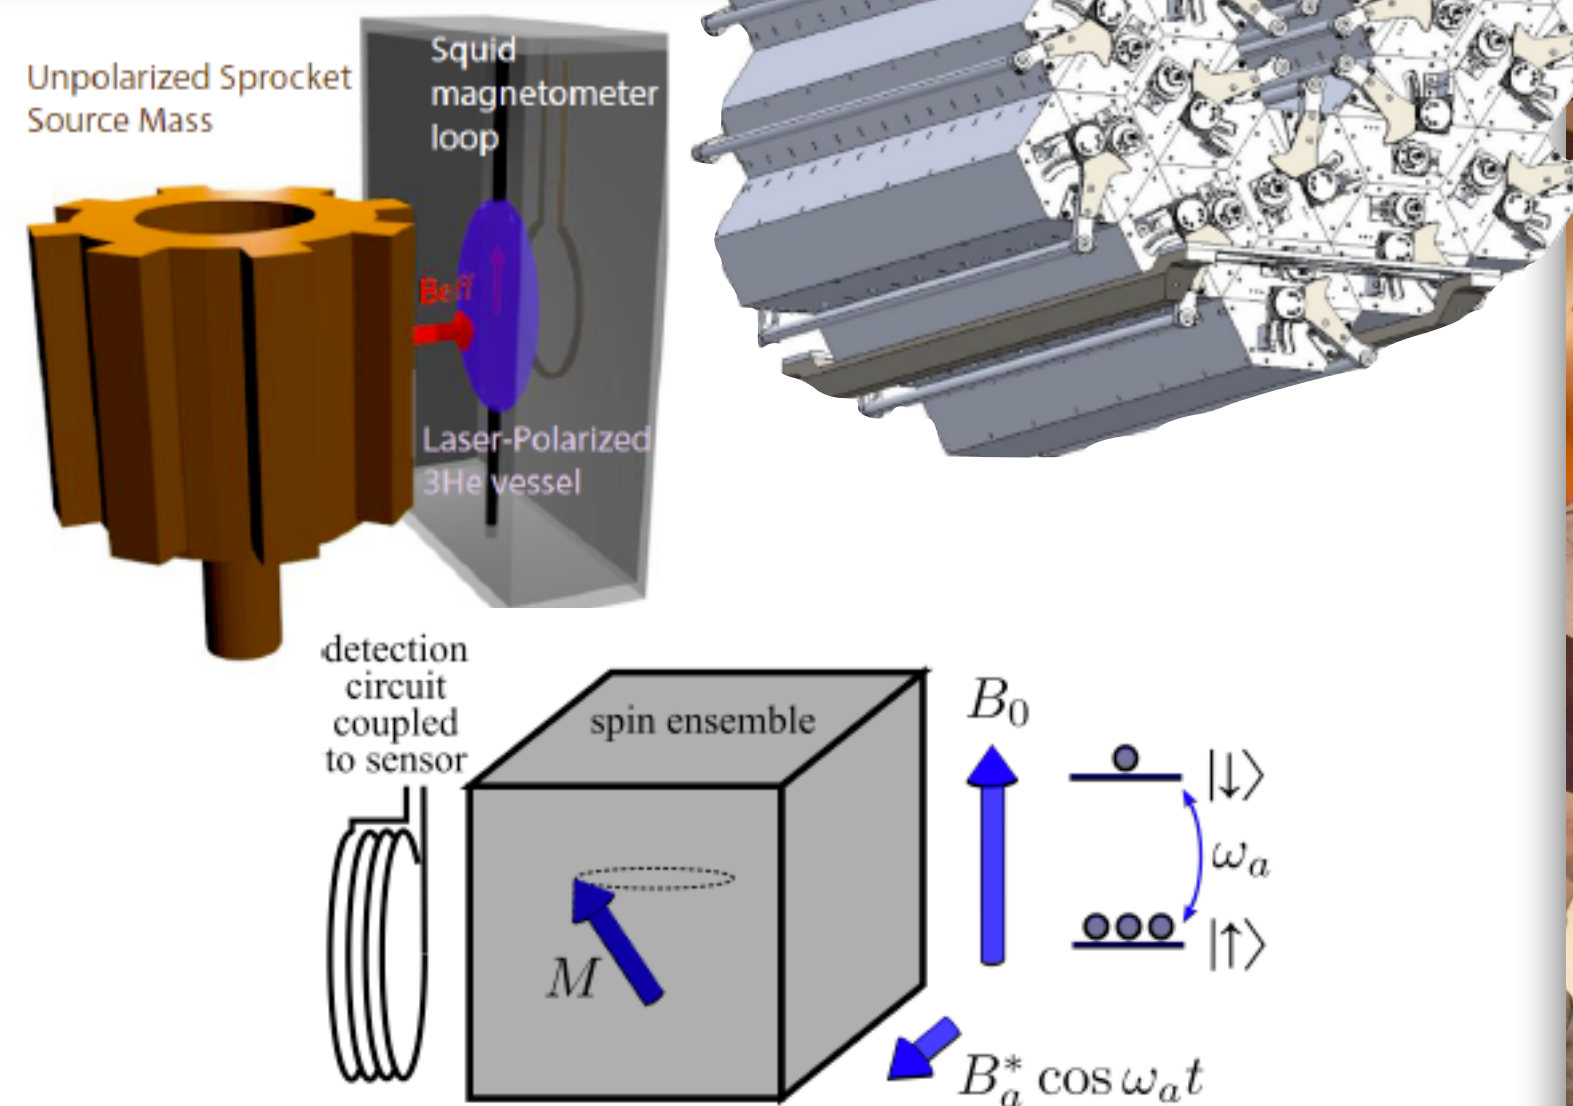 Unpolarized Sprocket
Source Mass
Squid
magnetometer
loop
Beff
Laser-Polarized
3He vessel
detection
circuit
coupled
to sensor
spin ensemble
M
B₀
|↓⟩
ωₐ
|↑⟩
Bₐ* cos ωₐt